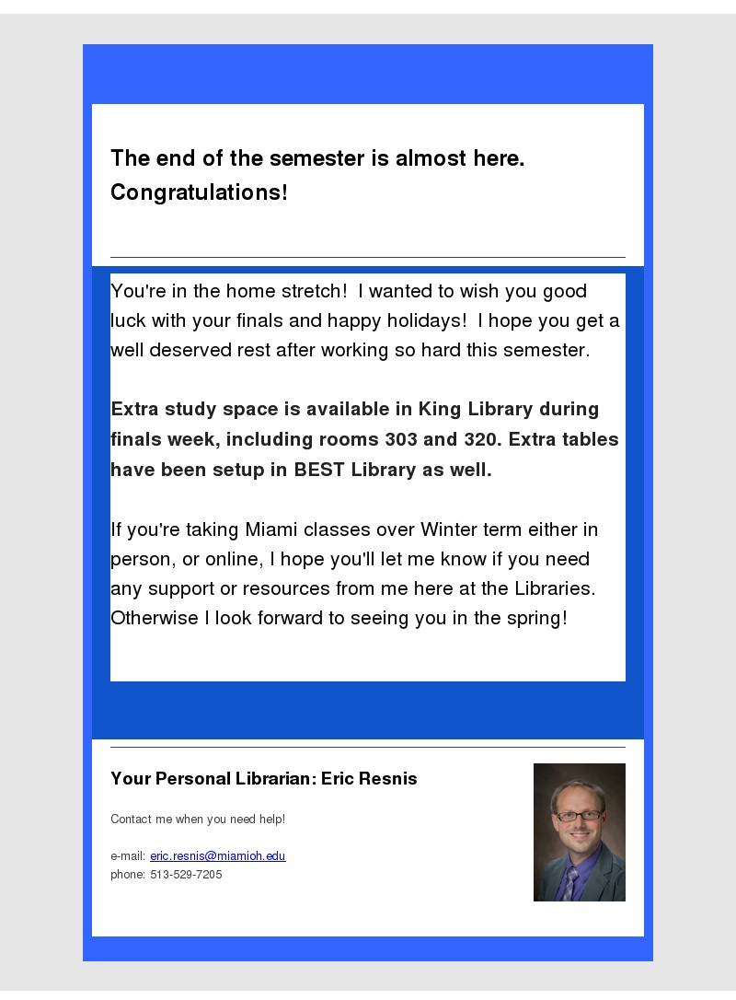 The end of the semester is almost here.
Congratulations!
You're in the home stretch!  I wanted to wish you good
luck with your finals and happy holidays!  I hope you get a
well deserved rest after working so hard this semester.
Extra study space is available in King Library during
finals week, including rooms 303 and 320. Extra tables
have been setup in BEST Library as well.
If you're taking Miami classes over Winter term either in
person, or online, I hope you'll let me know if you need
any support or resources from me here at the Libraries.
Otherwise I look forward to seeing you in the spring!
Your Personal Librarian: Eric Resnis
Contact me when you need help!
e-mail: eric.resnis@miamioh.edu
phone: 513-529-7205